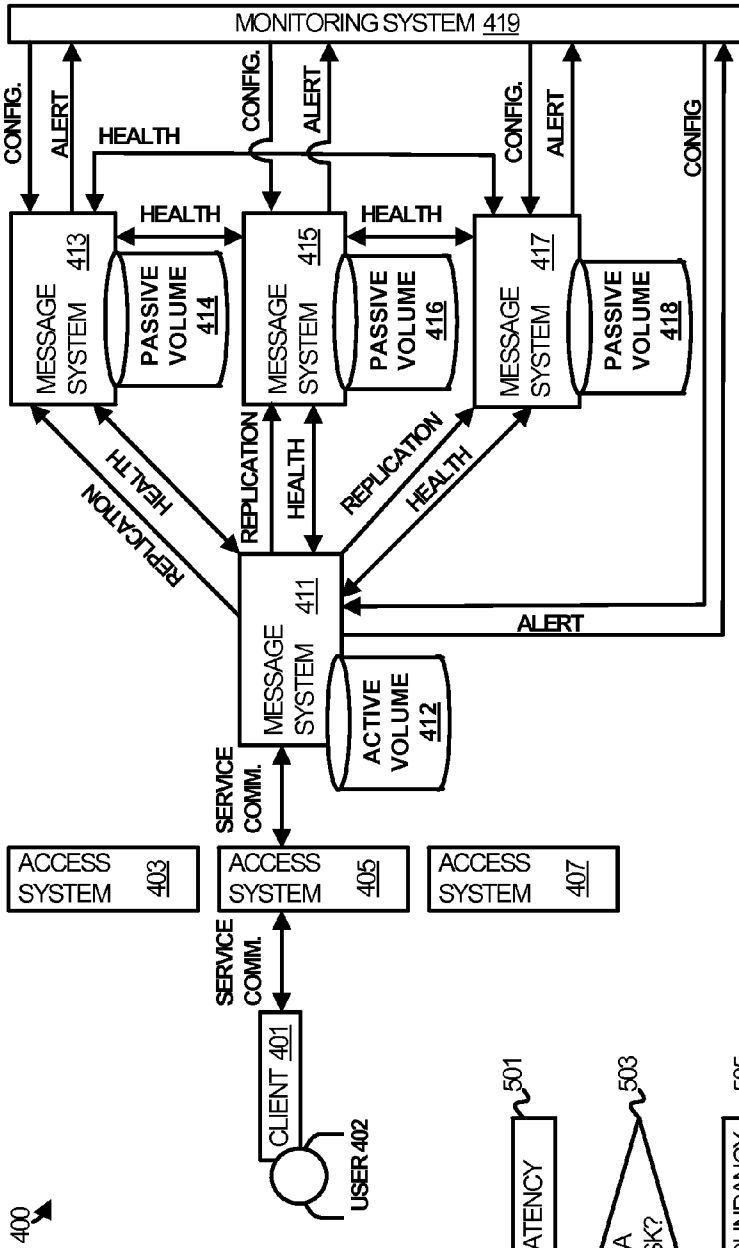 400
MONITORING SYSTEM 419
CONFIG.
ALERT
HEALTH
CONFIG.
ALERT
CONFIG.
ALERT
CONFIG
MESSAGE
SYSTEM 413
PASSIVE
VOLUME
414
HEALTH
MESSAGE
SYSTEM 415
PASSIVE
VOLUME
416
HEALTH
MESSAGE
SYSTEM 417
PASSIVE
VOLUME
418
REPLICATION
HEALTH
REPLICATION
HEALTH
REPLICATION
HEALTH
ALERT
MESSAGE
SYSTEM 411
ACTIVE
VOLUME
412
SERVICE
COMM.
ACCESS
SYSTEM 403
ACCESS
SYSTEM 405
ACCESS
SYSTEM 407
SERVICE
COMM.
CLIENT 401
USER 402
ATENCY
501
A
SK?
503
UNDANCY